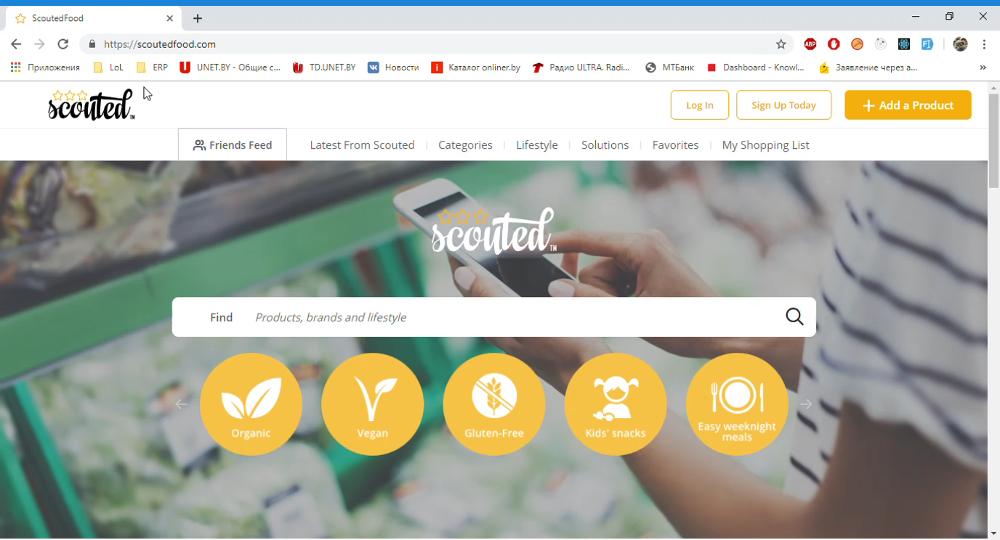 ScoutedFood
https://scoutedfood.com
Приложения LoL ERP UNET.BY - Общие с... TD.UNET.BY Новости Каталог onliner.by Радио ULTRA. Radi... МТБанк Dashboard - Knowl... Заявление через а... »
scouted TM
Log In Sign Up Today + Add a Product
Friends Feed Latest From Scouted Categories Lifestyle Solutions Favorites My Shopping List
scouted TM
Find Products, brands and lifestyle
Organic Vegan Gluten-Free Kids' snacks Easy weeknight
meals